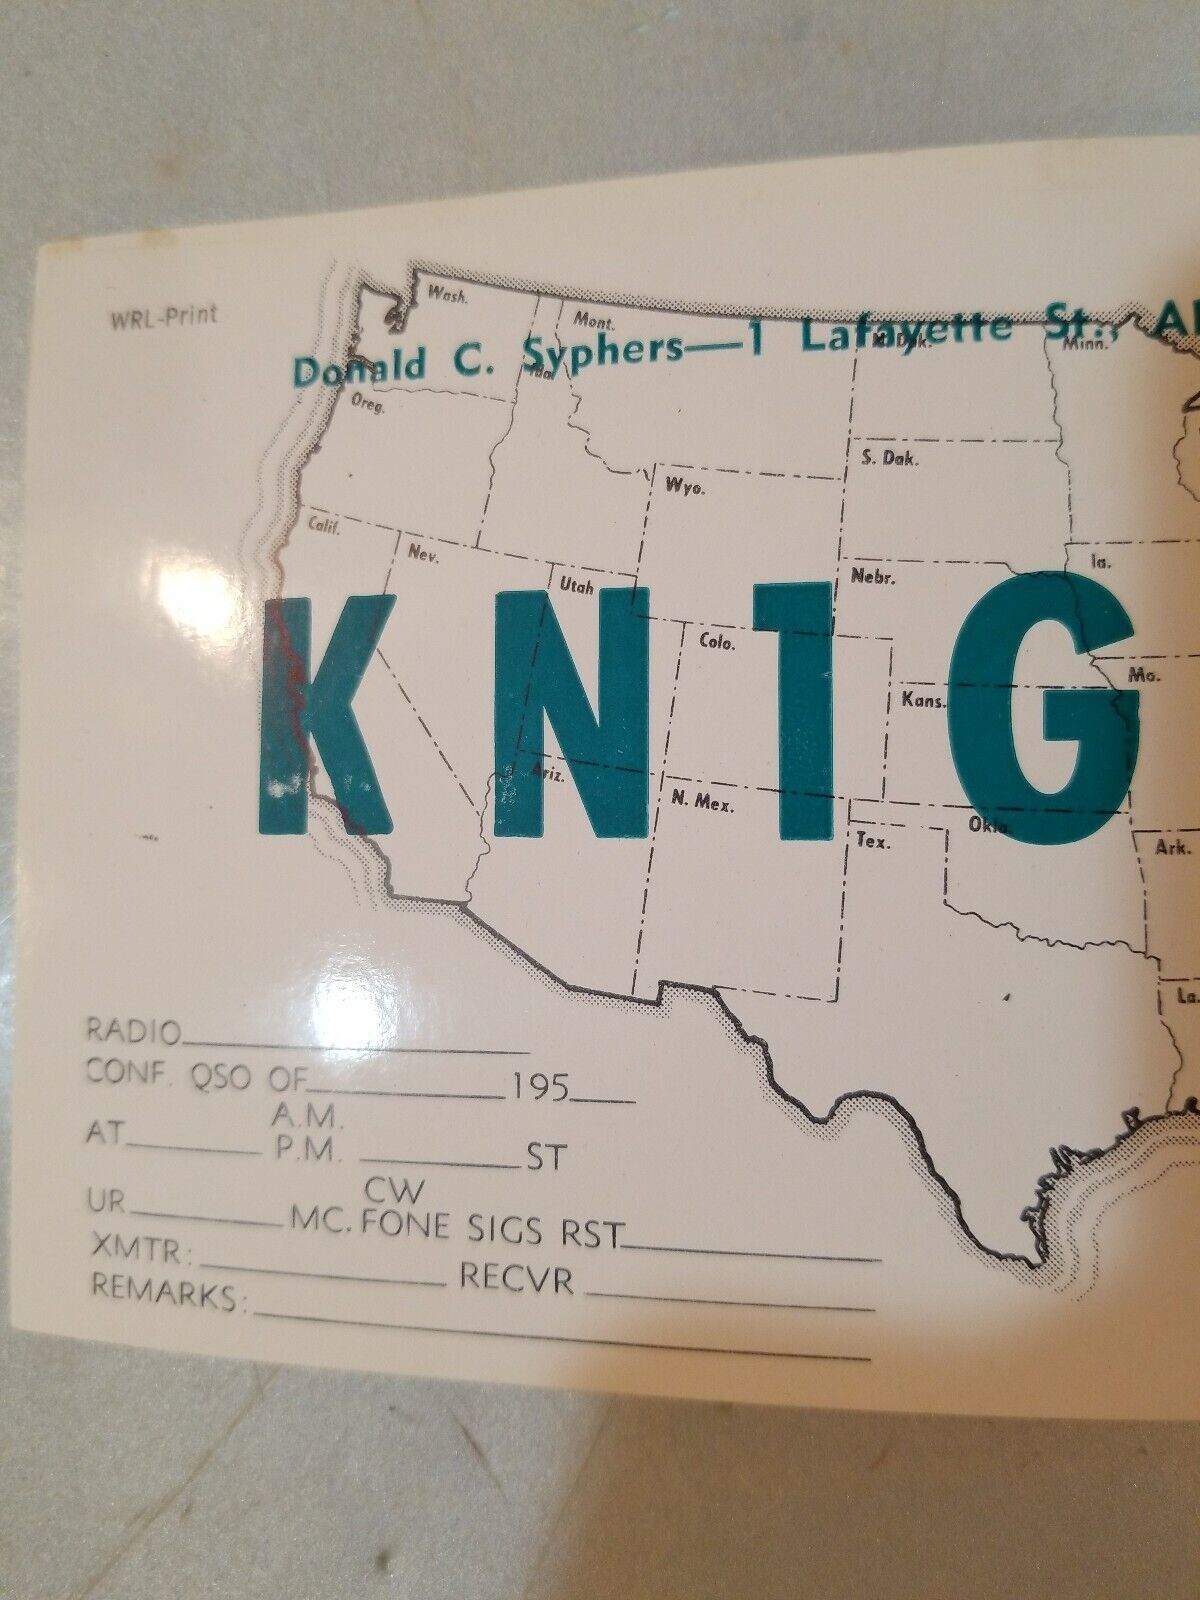 WRL-Print
Donald C. Syphers—1 Lafayette St.,
Wash.
Mont.
N. Dak.
Minn.
Ida.
Oreg.
S. Dak.
Wyo.
Calif.
Nev.
Utah
Nebr.
Ia.
KN1G
Colo.
Kans.
Mo.
Ariz.
N. Mex.
Tex.
Okla.
Ark.
La.
RADIO
CONF. QSO OF 195
A.M.
AT P.M. ST
CW
UR MC. FONE SIGS RST
XMTR: RECVR
REMARKS: